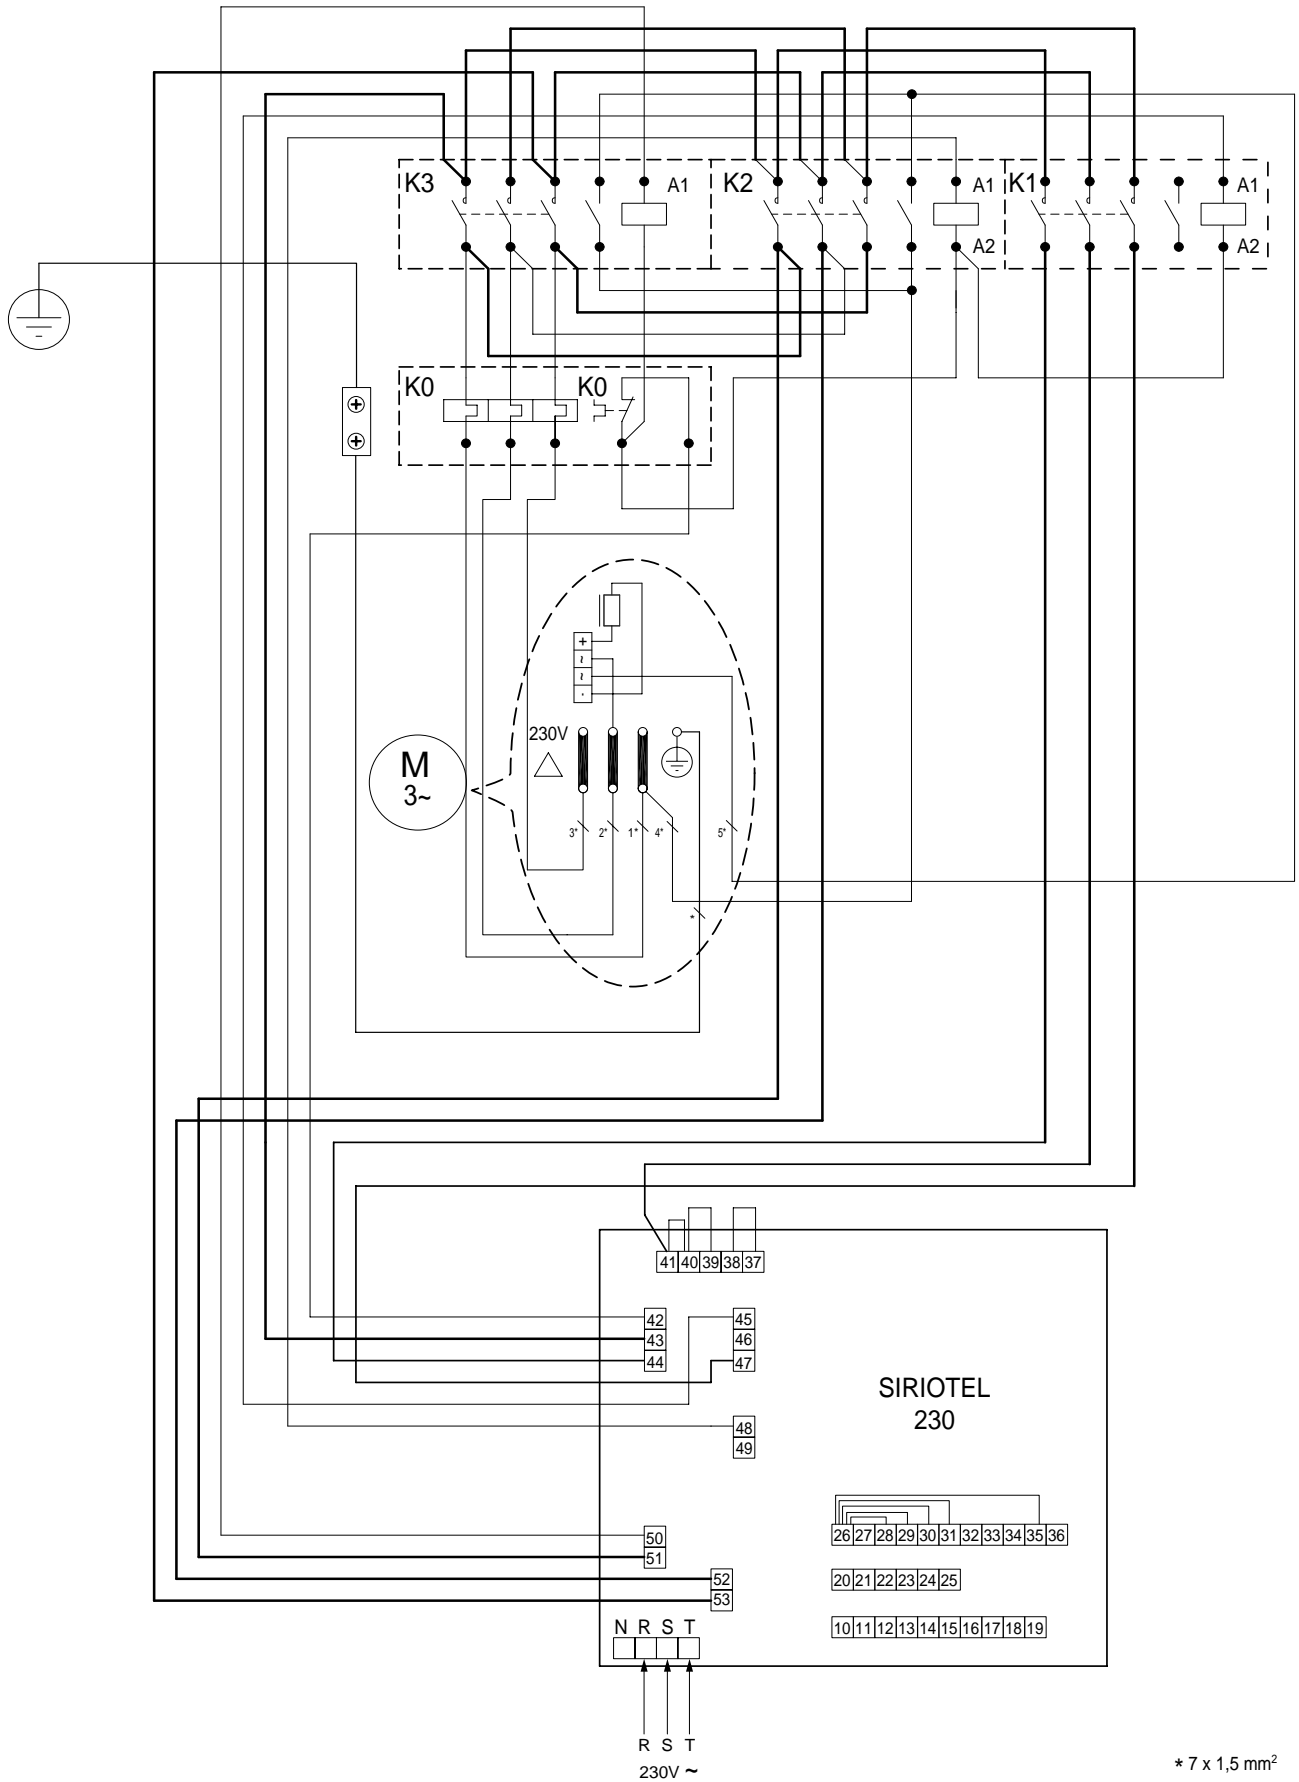 K3 A1 K2 A1 K1 A1
A2 A2
K0 K0
+
~
~
-
230V
M
3~
3* 2* 1* 4* 5*
*
41 40 39 38 37
42 45
43 46
44 47
SIRIOTEL
230
48
49
26 27 28 29 30 31 32 33 34 35 36
50
51
52
53
20 21 22 23 24 25
10 11 12 13 14 15 16 17 18 19
N R S T
R S T
230V ~
* 7 x 1,5 mm²